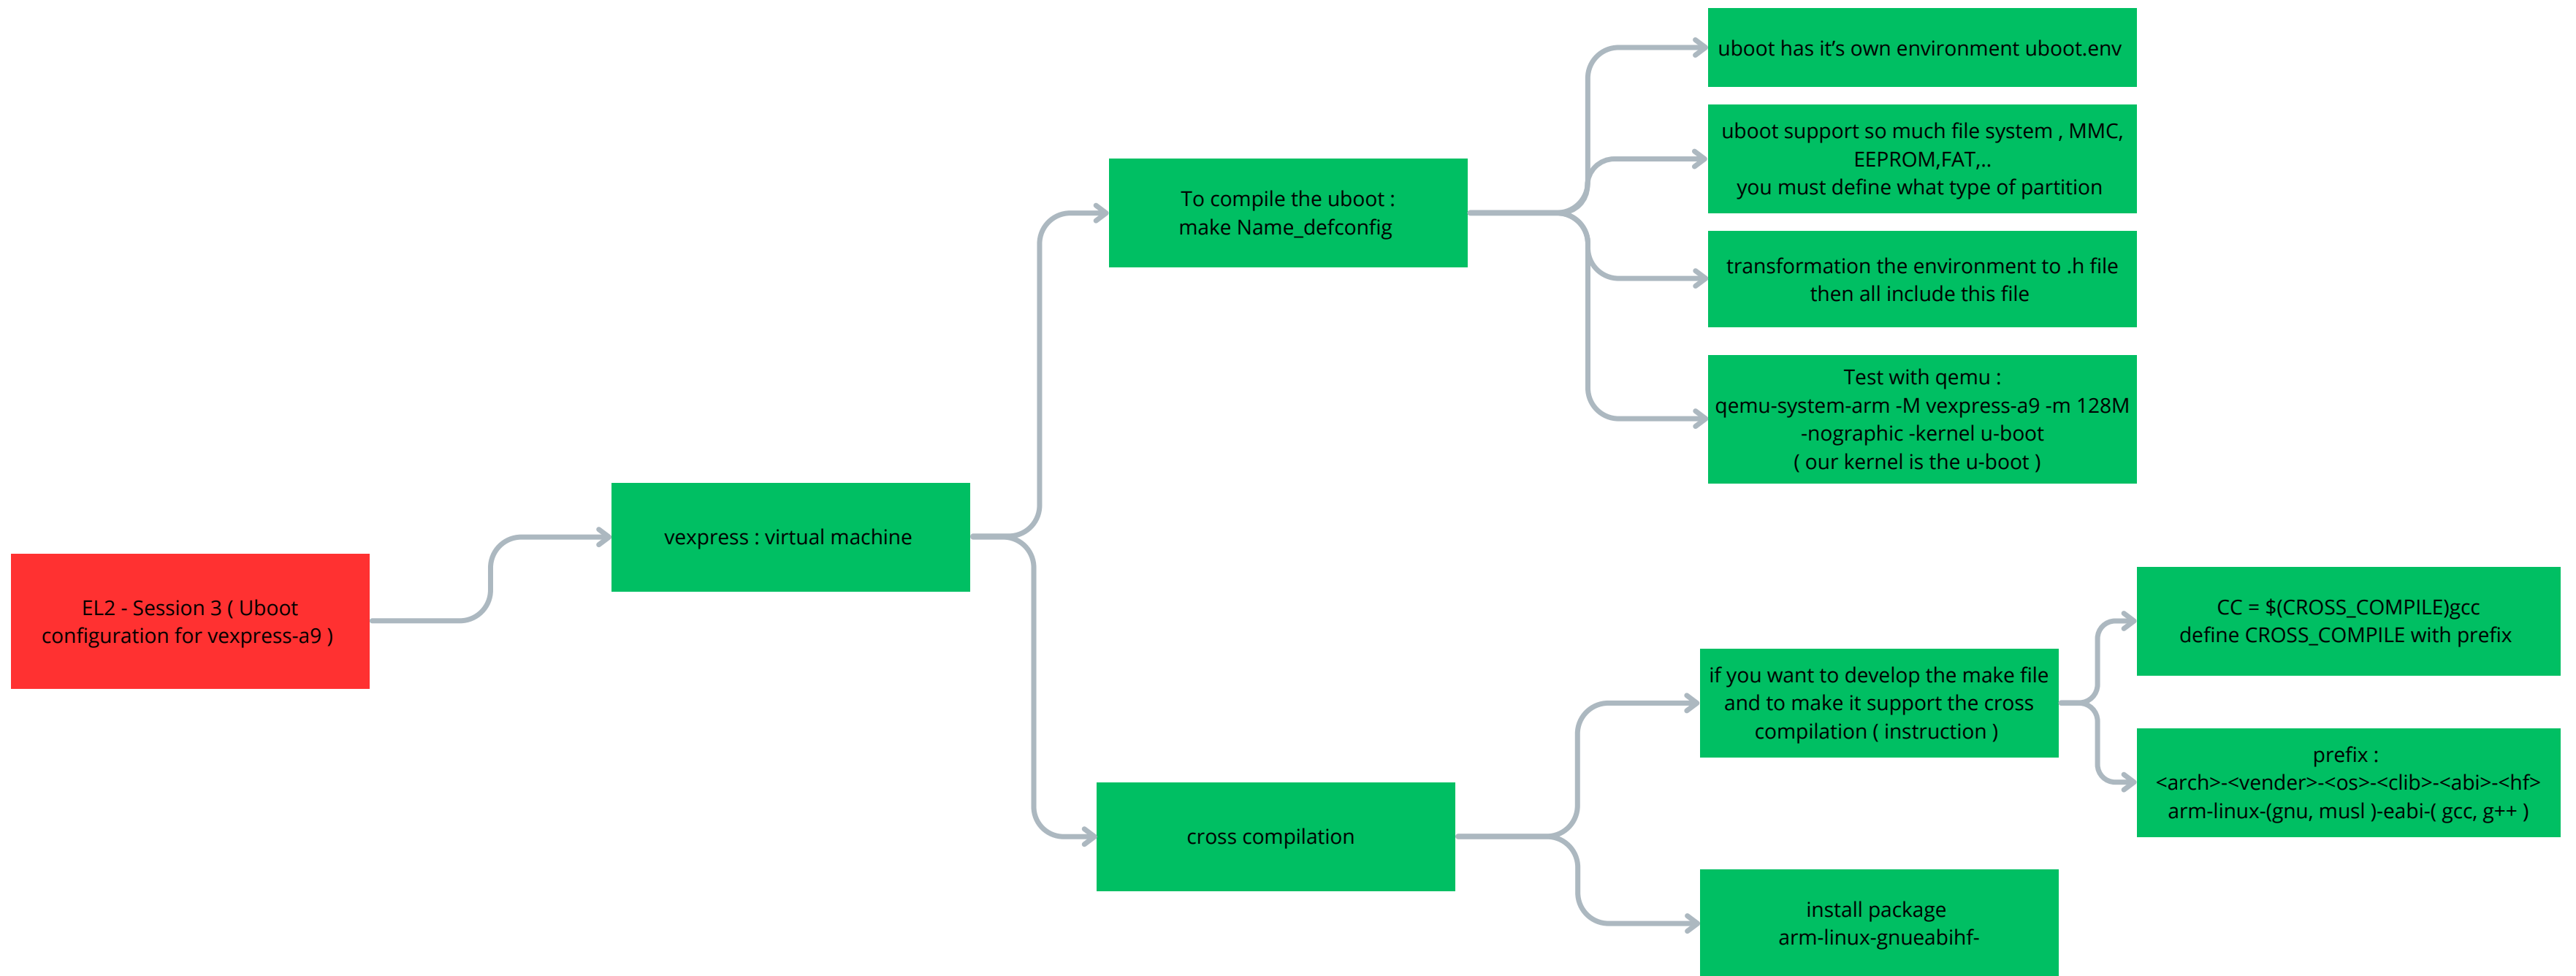 EL2 - Session 3 ( Uboot
configuration for vexpress-a9 )
vexpress : virtual machine
To compile the uboot :
make Name_defconfig
uboot has it’s own environment uboot.env
uboot support so much file system , MMC,
EEPROM,FAT,..
you must define what type of partition
transformation the environment to .h file
then all include this file
Test with qemu :
qemu-system-arm -M vexpress-a9 -m 128M
-nographic -kernel u-boot
( our kernel is the u-boot )
cross compilation
if you want to develop the make file
and to make it support the cross
compilation ( instruction )
CC = $(CROSS_COMPILE)gcc
define CROSS_COMPILE with prefix
prefix :
<arch>-<vender>-<os>-<clib>-<abi>-<hf>
arm-linux-(gnu, musl )-eabi-( gcc, g++ )
install package
arm-linux-gnueabihf-